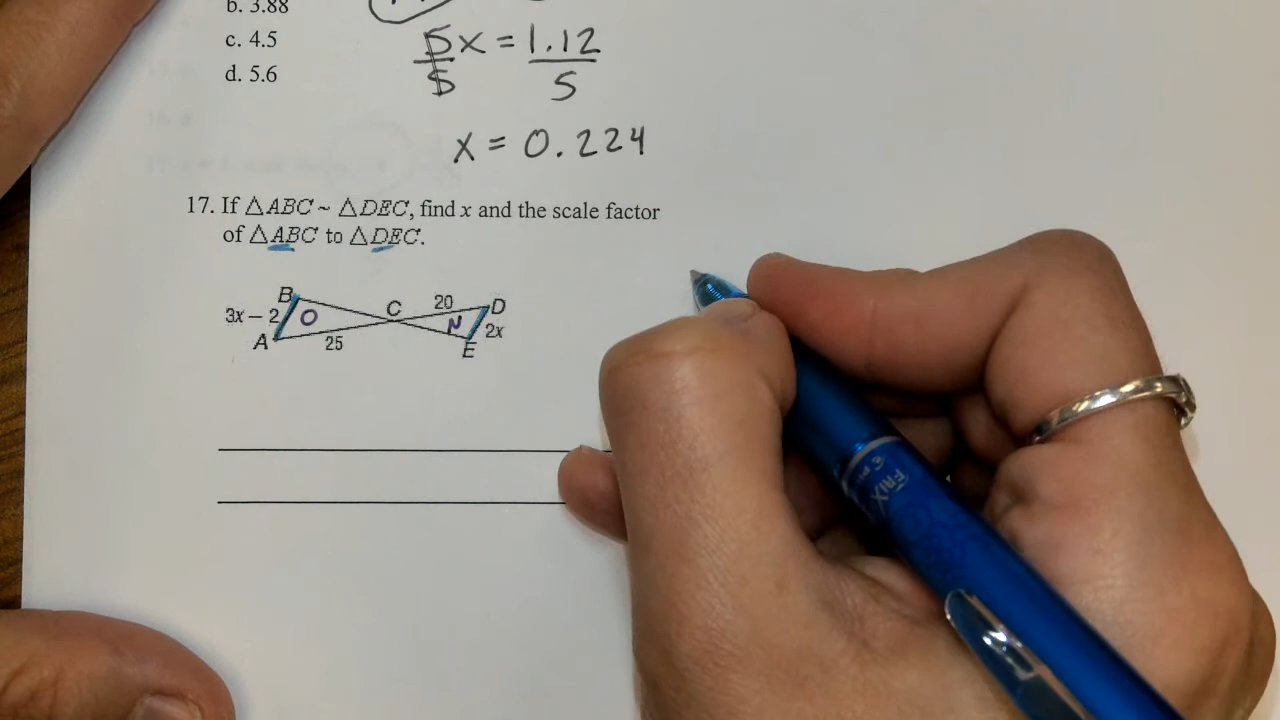 b. 3.88
c. 4.5
d. 5.6
5x = 1.12
5 5
x = 0.224
17. If △ABC ~ △DEC, find x and the scale factor
of △ABC to △DEC.
B C 20 D
3x – 2 O N 2x
A 25 E
FRIX